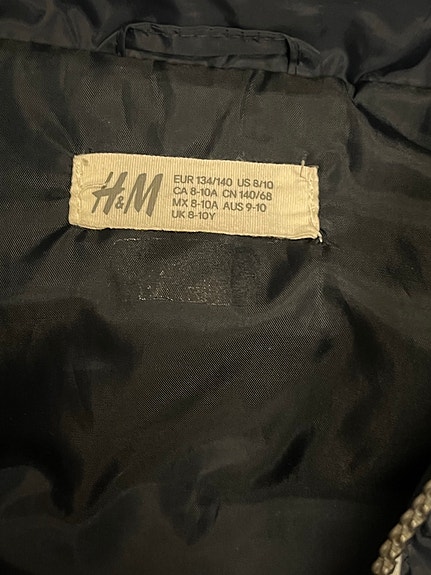 H&M
EUR 134/140 US 8/10
CA 8-10A CN 140/68
MX 8-10A AUS 9-10
UK 8-10Y